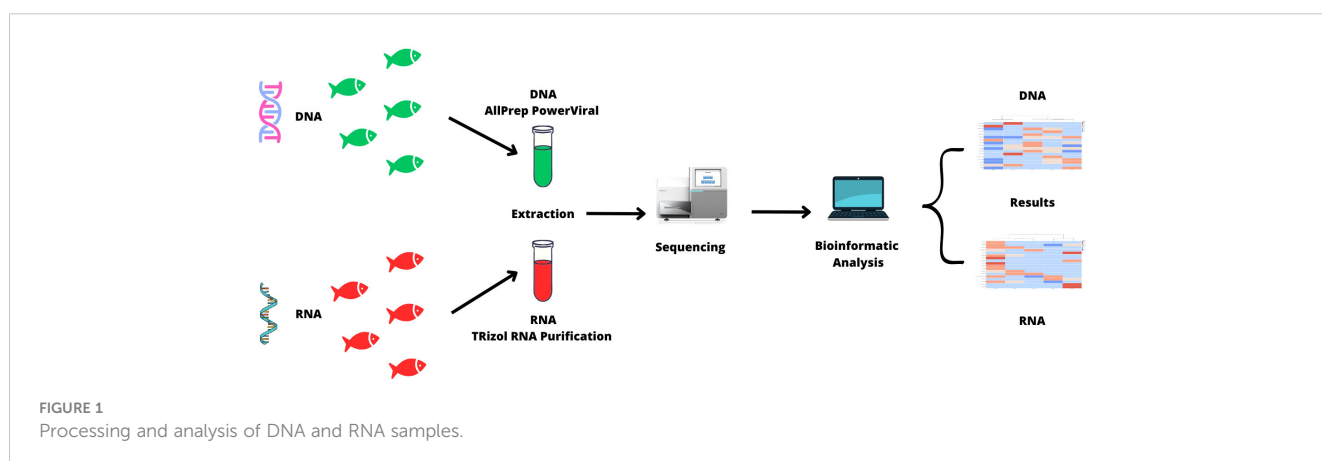 DNA
DNA
AllPrep PowerViral
Extraction
RNA
RNA
TRizol RNA Purification
Sequencing
Bioinformatic
Analysis
DNA
Results
RNA
FIGURE 1
Processing and analysis of DNA and RNA samples.